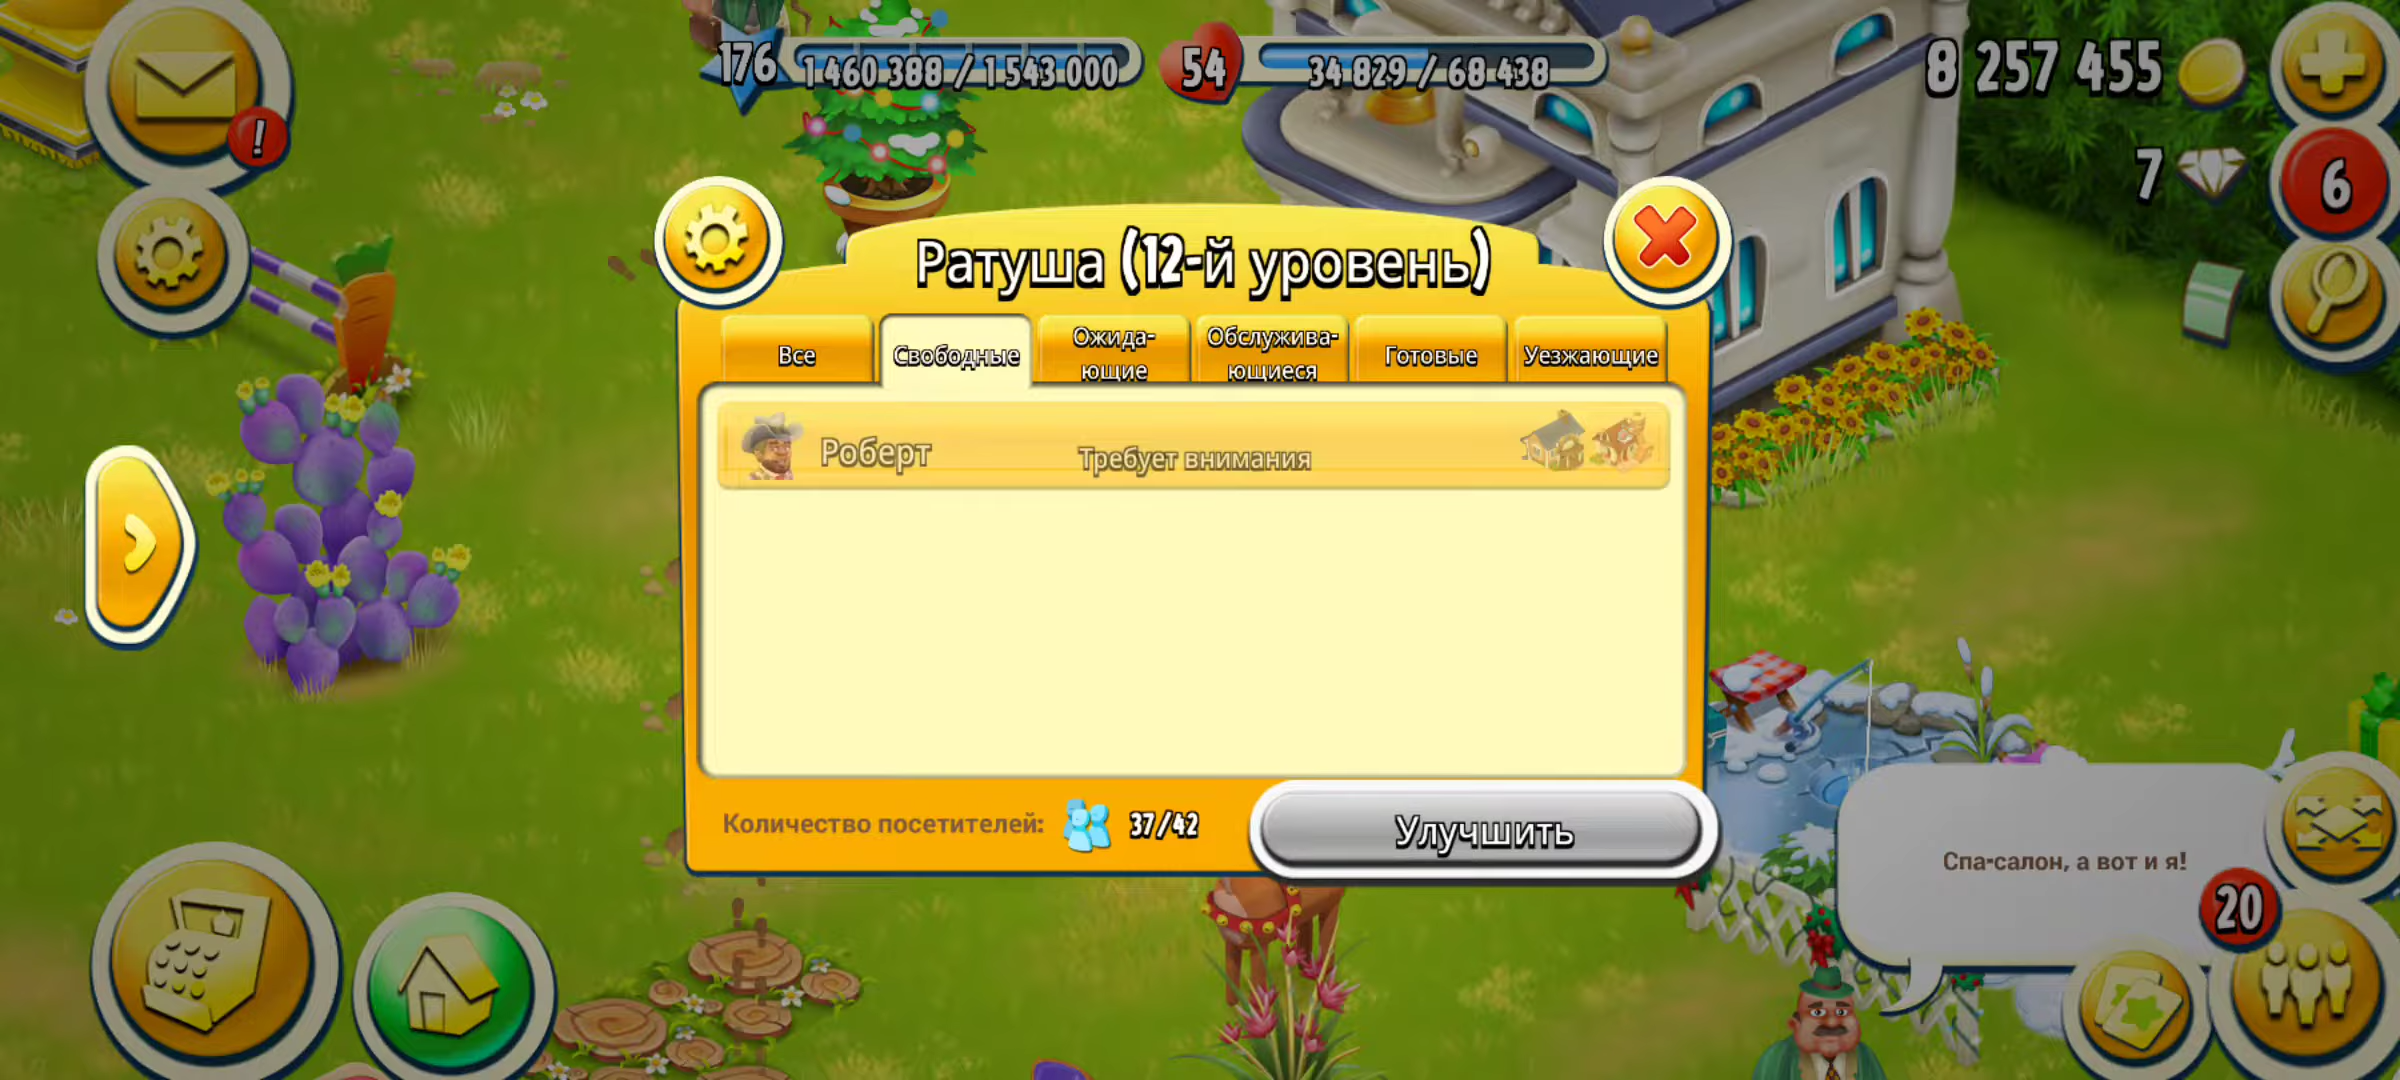 176
1 460 388 / 1 543 000
54
34 829 / 68 438
8 257 455
!
7
6
Ратуша (12-й уровень)
Все
Свободные
Ожида-
ющие
Обслужива-
ющиеся
Готовые
Уезжающие
Роберт
Требует внимания
Количество посетителей:
37/42
Улучшить
Спа-салон, а вот и я!
20